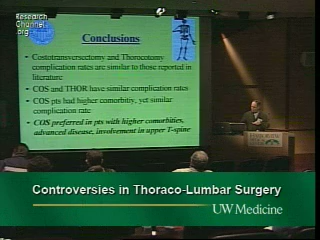 Research
Channel
.org
Conclusions
• Costotransversectomy and Thoracotomy
complication rates are similar to those reported in
literature
• COS and THOR have similar complication rates
• COS pts had higher comorbitiy, yet similar
complication rate
• COS preferred in pts with higher comorbities,
advanced disease, involvement in upper T-spine
Controversies in Thoraco-Lumbar Surgery
UW Medicine